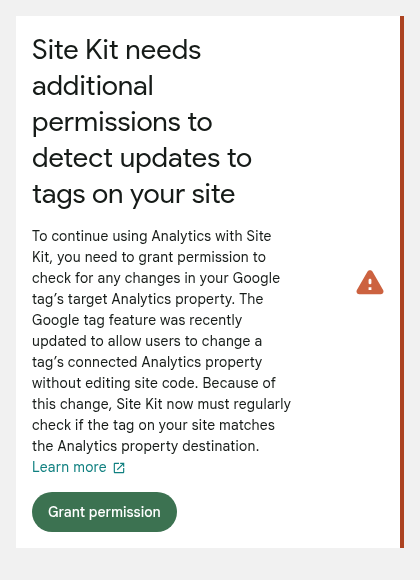 Site Kit needs
additional
permissions to
detect updates to
tags on your site
To continue using Analytics with Site
Kit, you need to grant permission to
check for any changes in your Google
tag’s target Analytics property. The
Google tag feature was recently
updated to allow users to change a
tag’s connected Analytics property
without editing site code. Because of
this change, Site Kit now must regularly
check if the tag on your site matches
the Analytics property destination.
Learn more
Grant permission